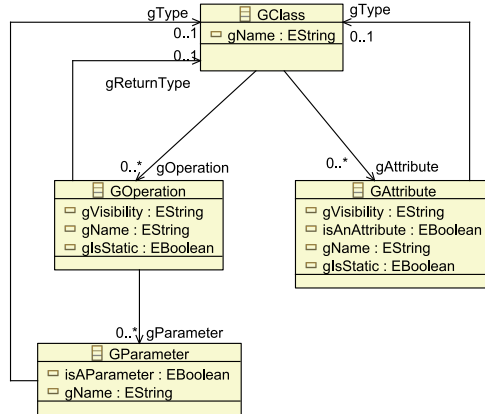 gType
GClass
gType
0..1
gName : EString
0..1
0..1
gReturnType
0..*
gOperation
0..*
gAttribute
GOperation
GAttribute
gVisibility : EString
gName : EString
gIsStatic : EBoolean
gVisibility : EString
isAnAttribute : EBoolean
gName : EString
gIsStatic : EBoolean
0..*
gParameter
GParameter
isAParameter : EBoolean
gName : EString